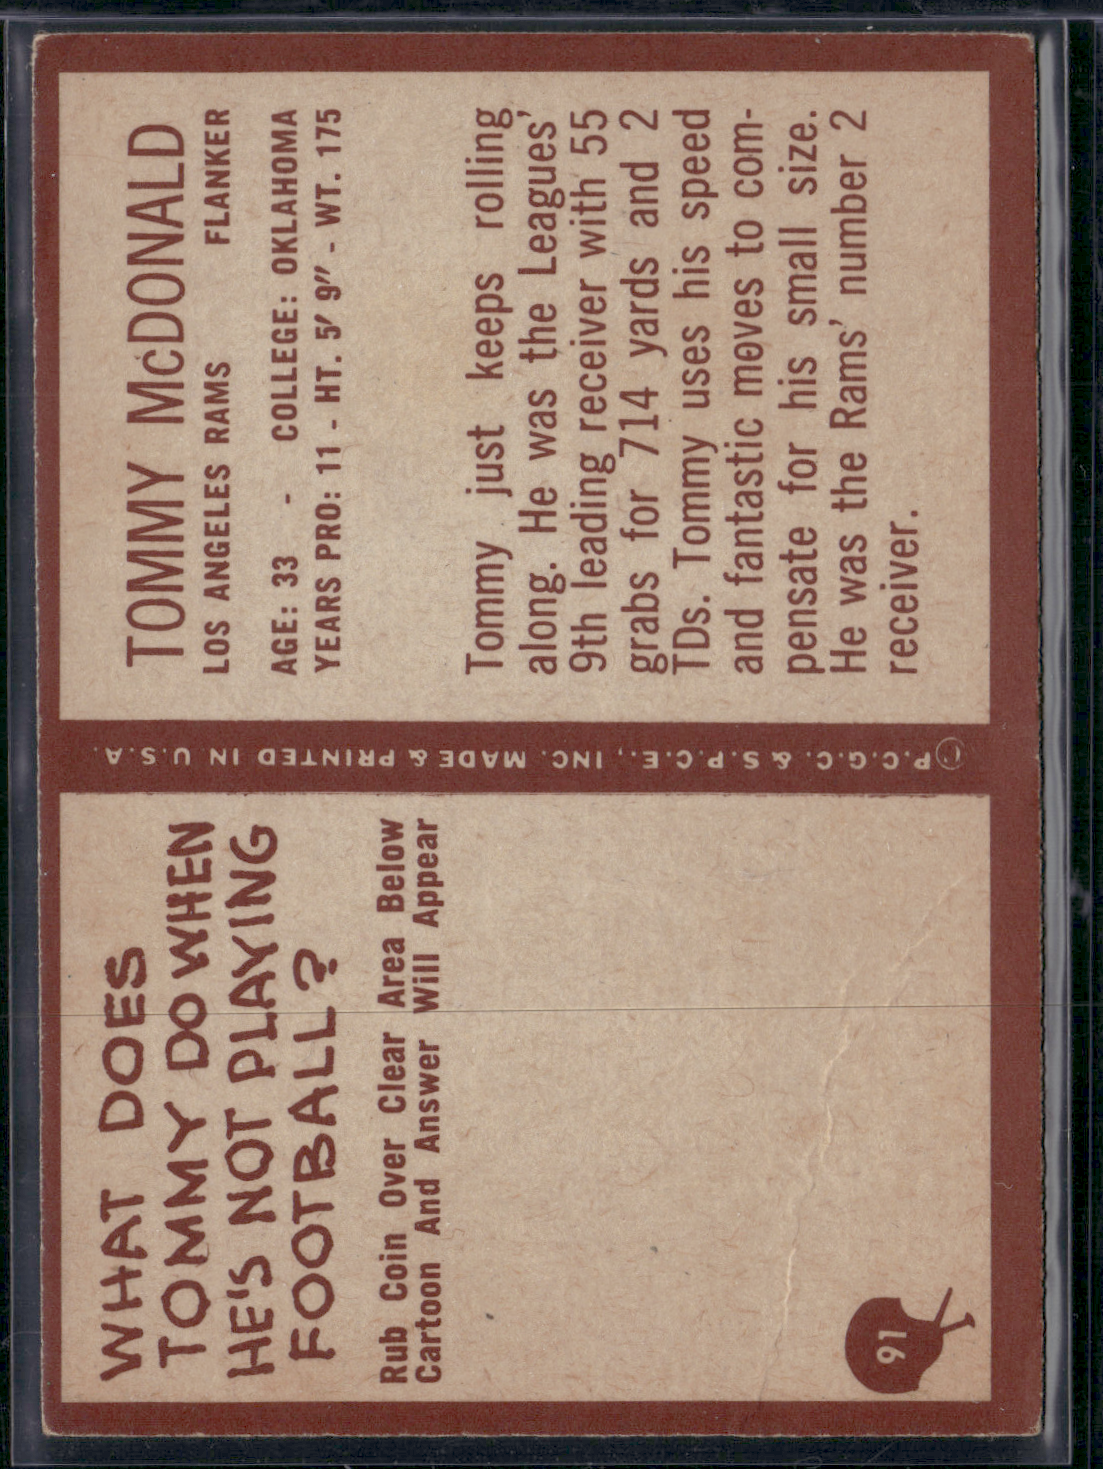 WHAT DOES
TOMMY DO WHEN
HE'S NOT PLAYING
FOOTBALL?
Rub Coin Over Clear Area Below
Cartoon And Answer Will Appear
91
©P.C.G.C. & S.P.C.E., INC. MADE & PRINTED IN U.S.A.
TOMMY McDONALD
LOS ANGELES RAMS FLANKER
AGE: 33 - COLLEGE: OKLAHOMA
YEARS PRO: 11 - HT. 5' 9" - WT. 175
Tommy just keeps rolling
along. He was the Leagues'
9th leading receiver with 55
grabs for 714 yards and 2
TDs. Tommy uses his speed
and fantastic moves to com-
pensate for his small size.
He was the Rams' number 2
receiver.